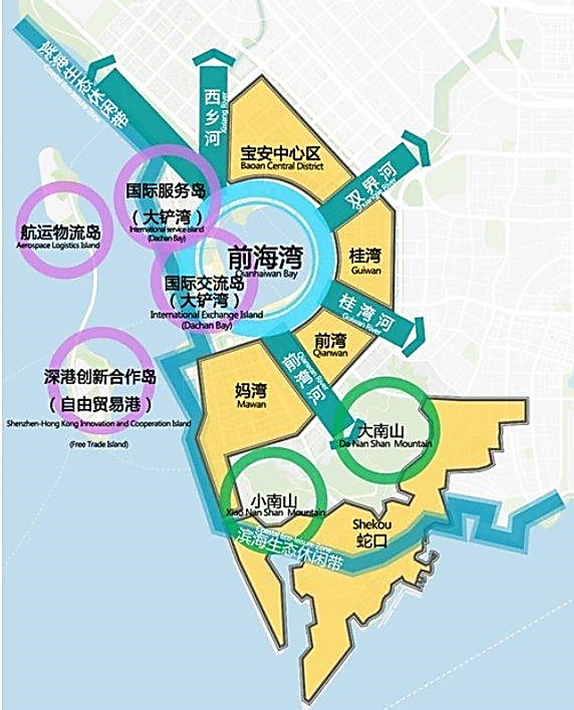 滨海生态休闲带
Coastal Eco-leisure Zone
西乡河
Xixiang River
宝安中心区
Baoan Central District
双界河
Shuangjie River
国际服务岛
（大铲湾）
International service island
(Dachan Bay)
航运物流岛
Aerospace Logistics Island
前海湾
Qianhaiwan Bay
桂湾
Guiwan
国际交流岛
（大铲湾）
International Exchange Island
(Dachan Bay)
桂湾河
Guiwan River
前湾
Qianwan
前湾河
Qianwan River
深港创新合作岛
（自由贸易港）
Shenzhen-Hong Kong Innovation and Cooperation Island
(Free Trade Island)
妈湾
Mawan
大南山
Da Nan Shan Mountain
小南山
Xiao Nan Shan Mountain
Shekou
蛇口
Coastal Eco-leisure Zone
滨海生态休闲带